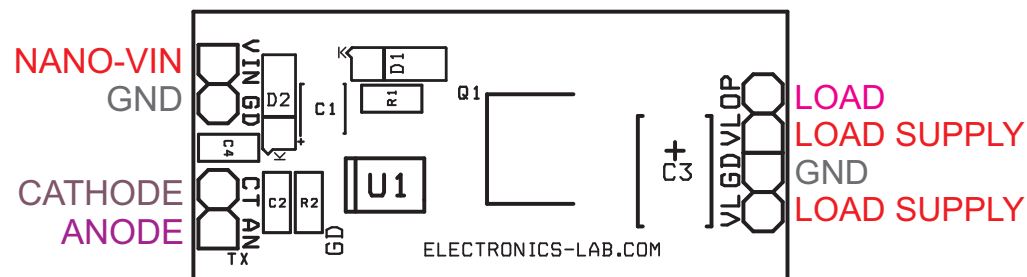 NANO-VIN
GND
CATHODE
ANODE
VIN
GD
CT
AN
TX
D2
K
C4
C2
R2
GD
C1
+
K
D1
R1
U1
Q1
ELECTRONICS-LAB.COM
+
C3
OP
VL
GD
VL
LOAD
LOAD SUPPLY
GND
LOAD SUPPLY